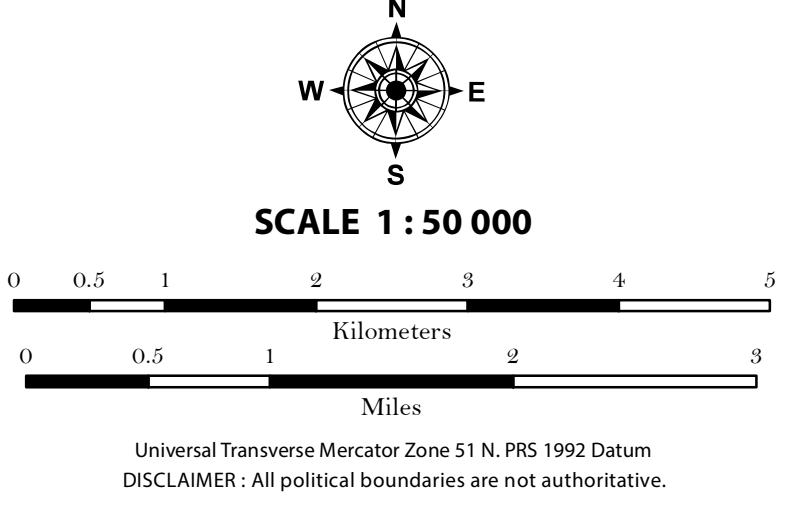 N
W E
S
SCALE 1 : 50 000
0 0.5 1 2 3 4 5
Kilometers
0 0.5 1 2 3
Miles
Universal Transverse Mercator Zone 51 N. PRS 1992 Datum
DISCLAIMER : All political boundaries are not authoritative.